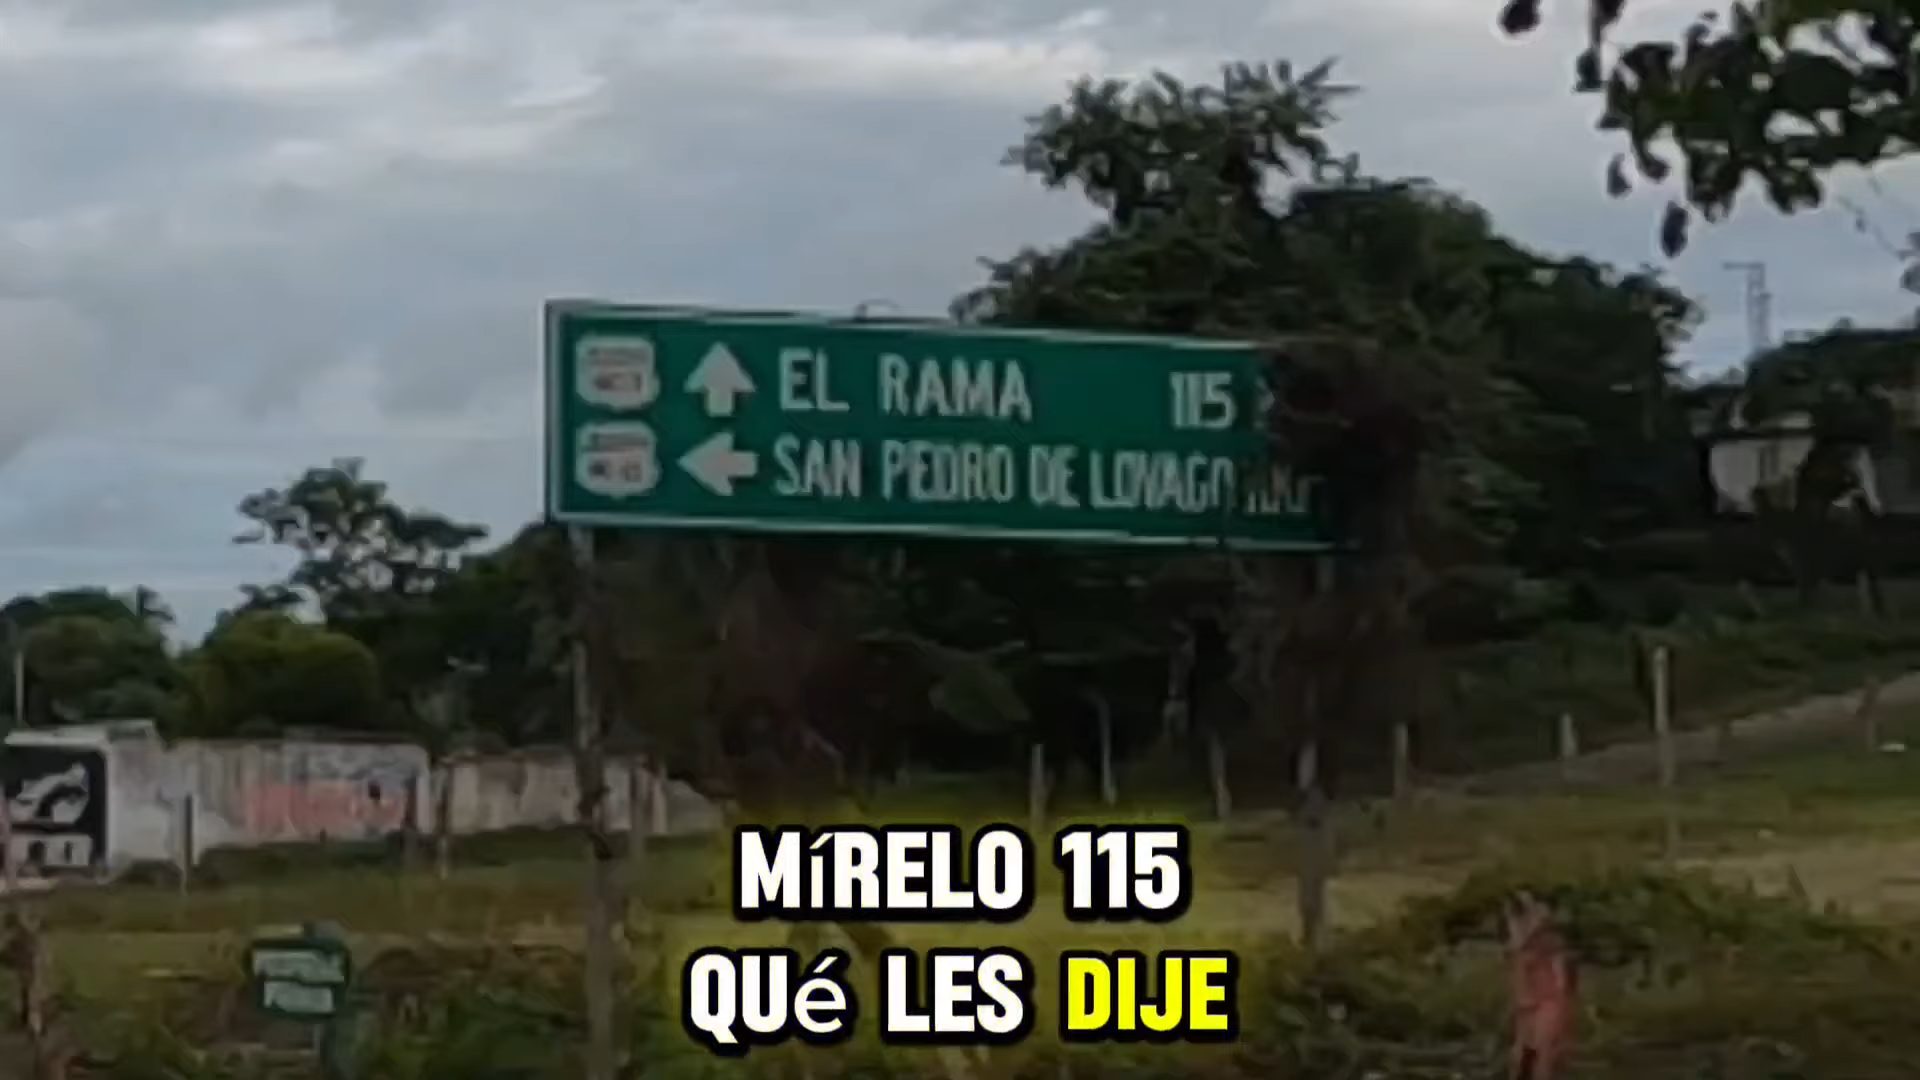 EL RAMA 115
SAN PEDRO DE LOVAGO
MíRELO 115
QUé LES DIJE